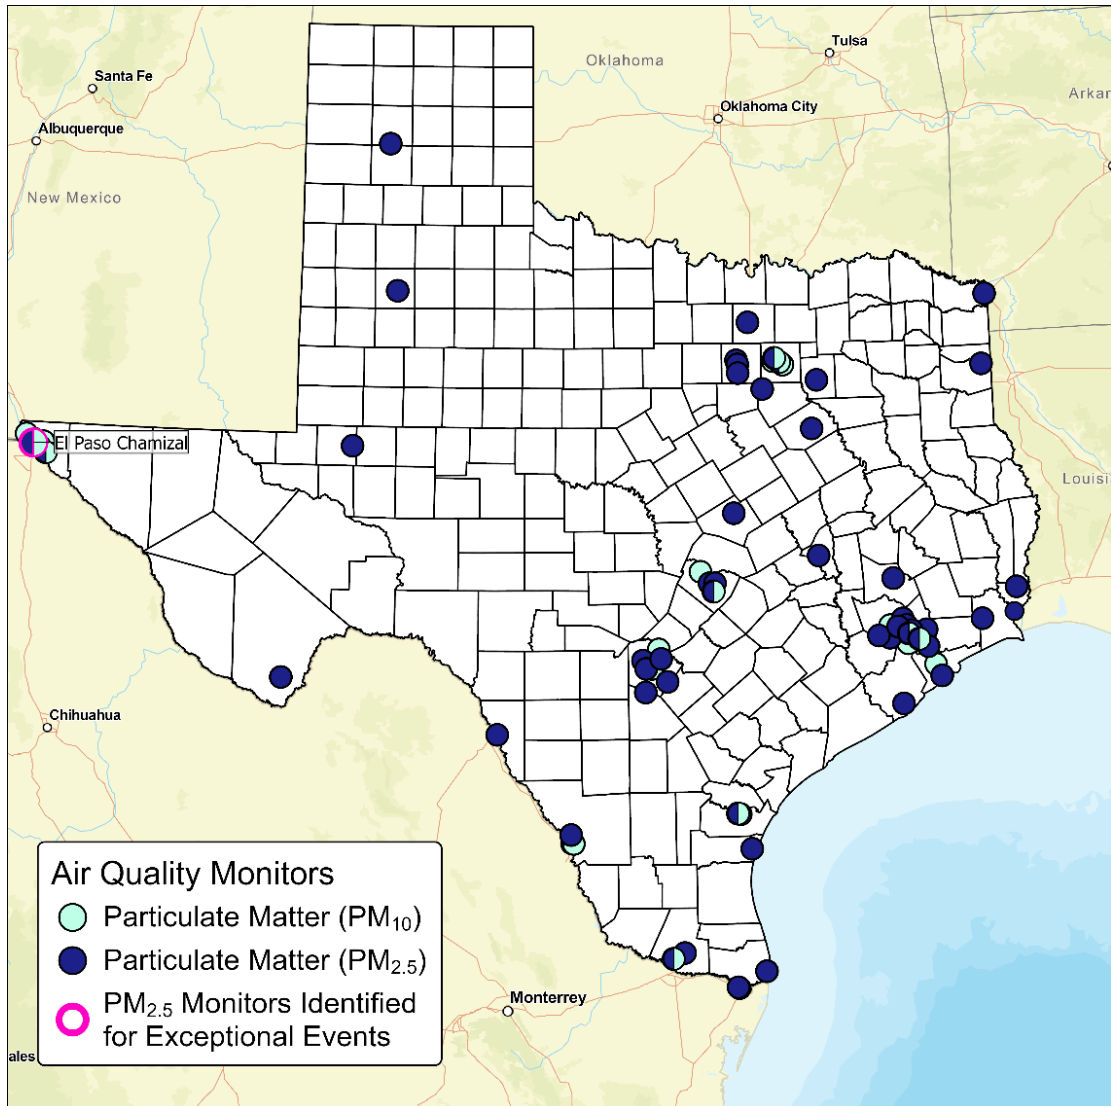 Tulsa
Oklahoma
Santa Fe
Arkan
Oklahoma City
Albuquerque
New Mexico
El Paso Chamizal
Louisia
Chihuahua
Air Quality Monitors
Particulate Matter (PM10)
Particulate Matter (PM2.5)
PM2.5 Monitors Identified
for Exceptional Events
Monterrey
ales